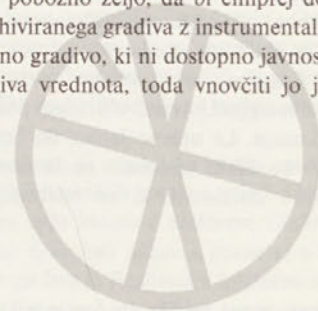 pobožno željo, da bi čimprej do
hiviranega gradiva z instrumental
no gradivo, ki ni dostopno javnos
iva vrednota, toda vnovčiti jo j